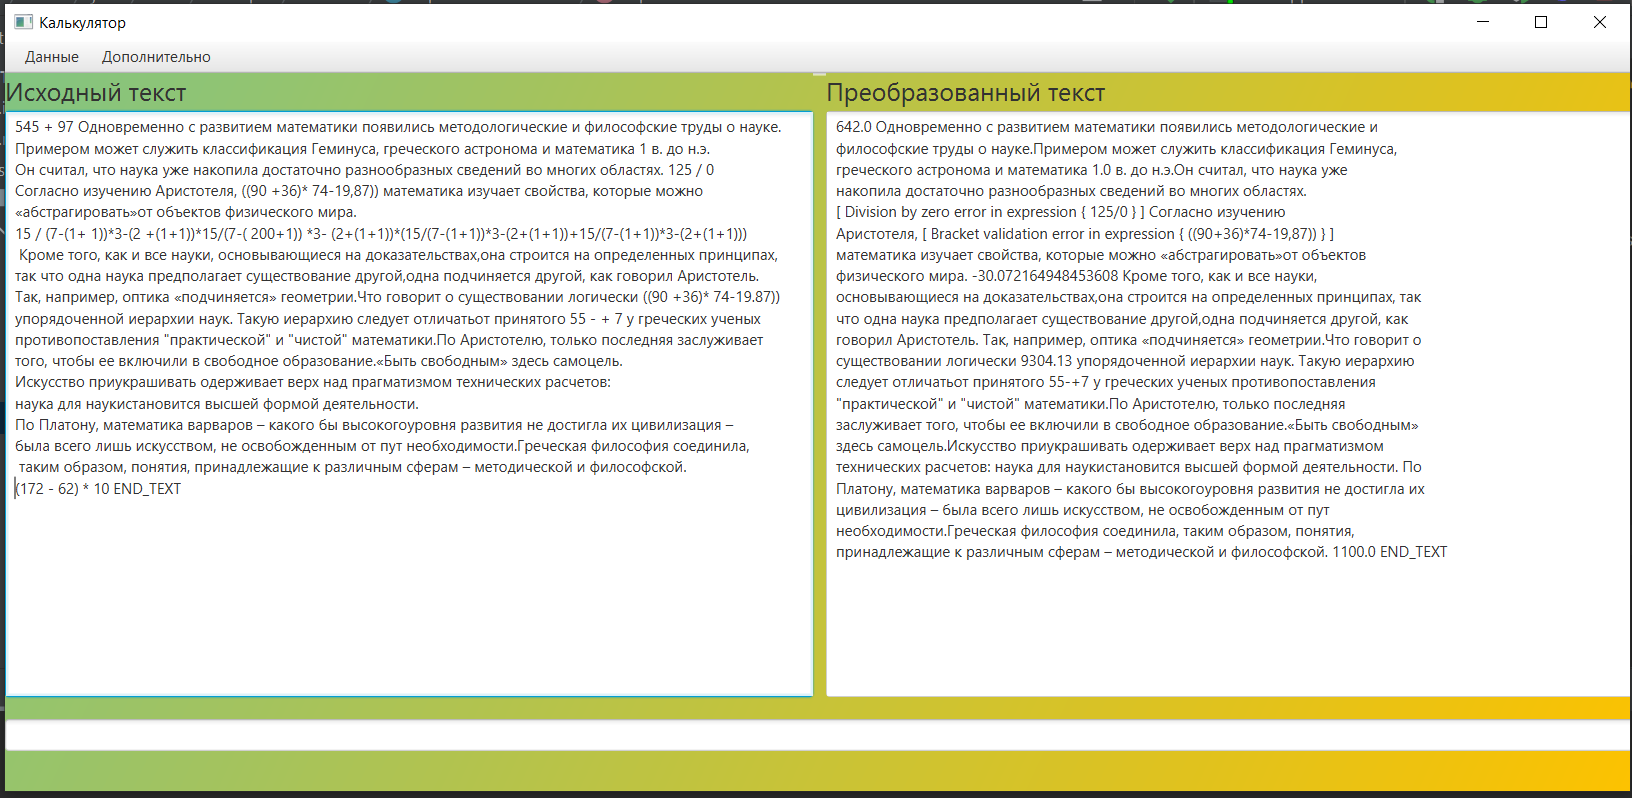 Калькулятор
Данные Дополнительно
Исходный текст
545 + 97 Одновременно с развитием математики появились методологические и философские труды о науке.
Примером может служить классификация Геминуса, греческого астронома и математика 1 в. до н.э.
Он считал, что наука уже накопила достаточно разнообразных сведений во многих областях. 125 / 0
Согласно изучению Аристотеля, ((90 +36)* 74-19,87)) математика изучает свойства, которые можно
«абстрагировать»от объектов физического мира.
15 / (7-(1+ 1))*3-(2 +(1+1))*15/(7-( 200+1)) *3- (2+(1+1))*(15/(7-(1+1))*3-(2+(1+1))+15/(7-(1+1))*3-(2+(1+1)))
Кроме того, как и все науки, основывающиеся на доказательствах,она строится на определенных принципах,
так что одна наука предполагает существование другой,одна подчиняется другой, как говорил Аристотель.
Так, например, оптика «подчиняется» геометрии.Что говорит о существовании логически ((90 +36)* 74-19.87))
упорядоченной иерархии наук. Такую иерархию следует отличатьот принятого 55 - + 7 у греческих ученых
противопоставления "практической" и "чистой" математики.По Аристотелю, только последняя заслуживает
того, чтобы ее включили в свободное образование.«Быть свободным» здесь самоцель.
Искусство приукрашивать одерживает верх над прагматизмом технических расчетов:
наука для наукистановится высшей формой деятельности.
По Платону, математика варваров – какого бы высокогоуровня развития не достигла их цивилизация –
была всего лишь искусством, не освобожденным от пут необходимости.Греческая философия соединила,
таким образом, понятия, принадлежащие к различным сферам – методической и философской.
(172 - 62) * 10 END_TEXT
Преобразованный текст
642.0 Одновременно с развитием математики появились методологические и
философские труды о науке.Примером может служить классификация Геминуса,
греческого астронома и математика 1.0 в. до н.э.Он считал, что наука уже
накопила достаточно разнообразных сведений во многих областях.
[ Division by zero error in expression { 125/0 } ] Согласно изучению
Аристотеля, [ Bracket validation error in expression { ((90+36)*74-19,87)) } ]
математика изучает свойства, которые можно «абстрагировать»от объектов
физического мира. -30.072164948453608 Кроме того, как и все науки,
основывающиеся на доказательствах,она строится на определенных принципах, так
что одна наука предполагает существование другой,одна подчиняется другой, как
говорил Аристотель. Так, например, оптика «подчиняется» геометрии.Что говорит о
существовании логически 9304.13 упорядоченной иерархии наук. Такую иерархию
следует отличатьот принятого 55-+7 у греческих ученых противопоставления
"практической" и "чистой" математики.По Аристотелю, только последняя
заслуживает того, чтобы ее включили в свободное образование.«Быть свободным»
здесь самоцель.Искусство приукрашивать одерживает верх над прагматизмом
технических расчетов: наука для наукистановится высшей формой деятельности. По
Платону, математика варваров – какого бы высокогоуровня развития не достигла их
цивилизация – была всего лишь искусством, не освобожденным от пут
необходимости.Греческая философия соединила, таким образом, понятия,
принадлежащие к различным сферам – методической и философской. 1100.0 END_TEXT